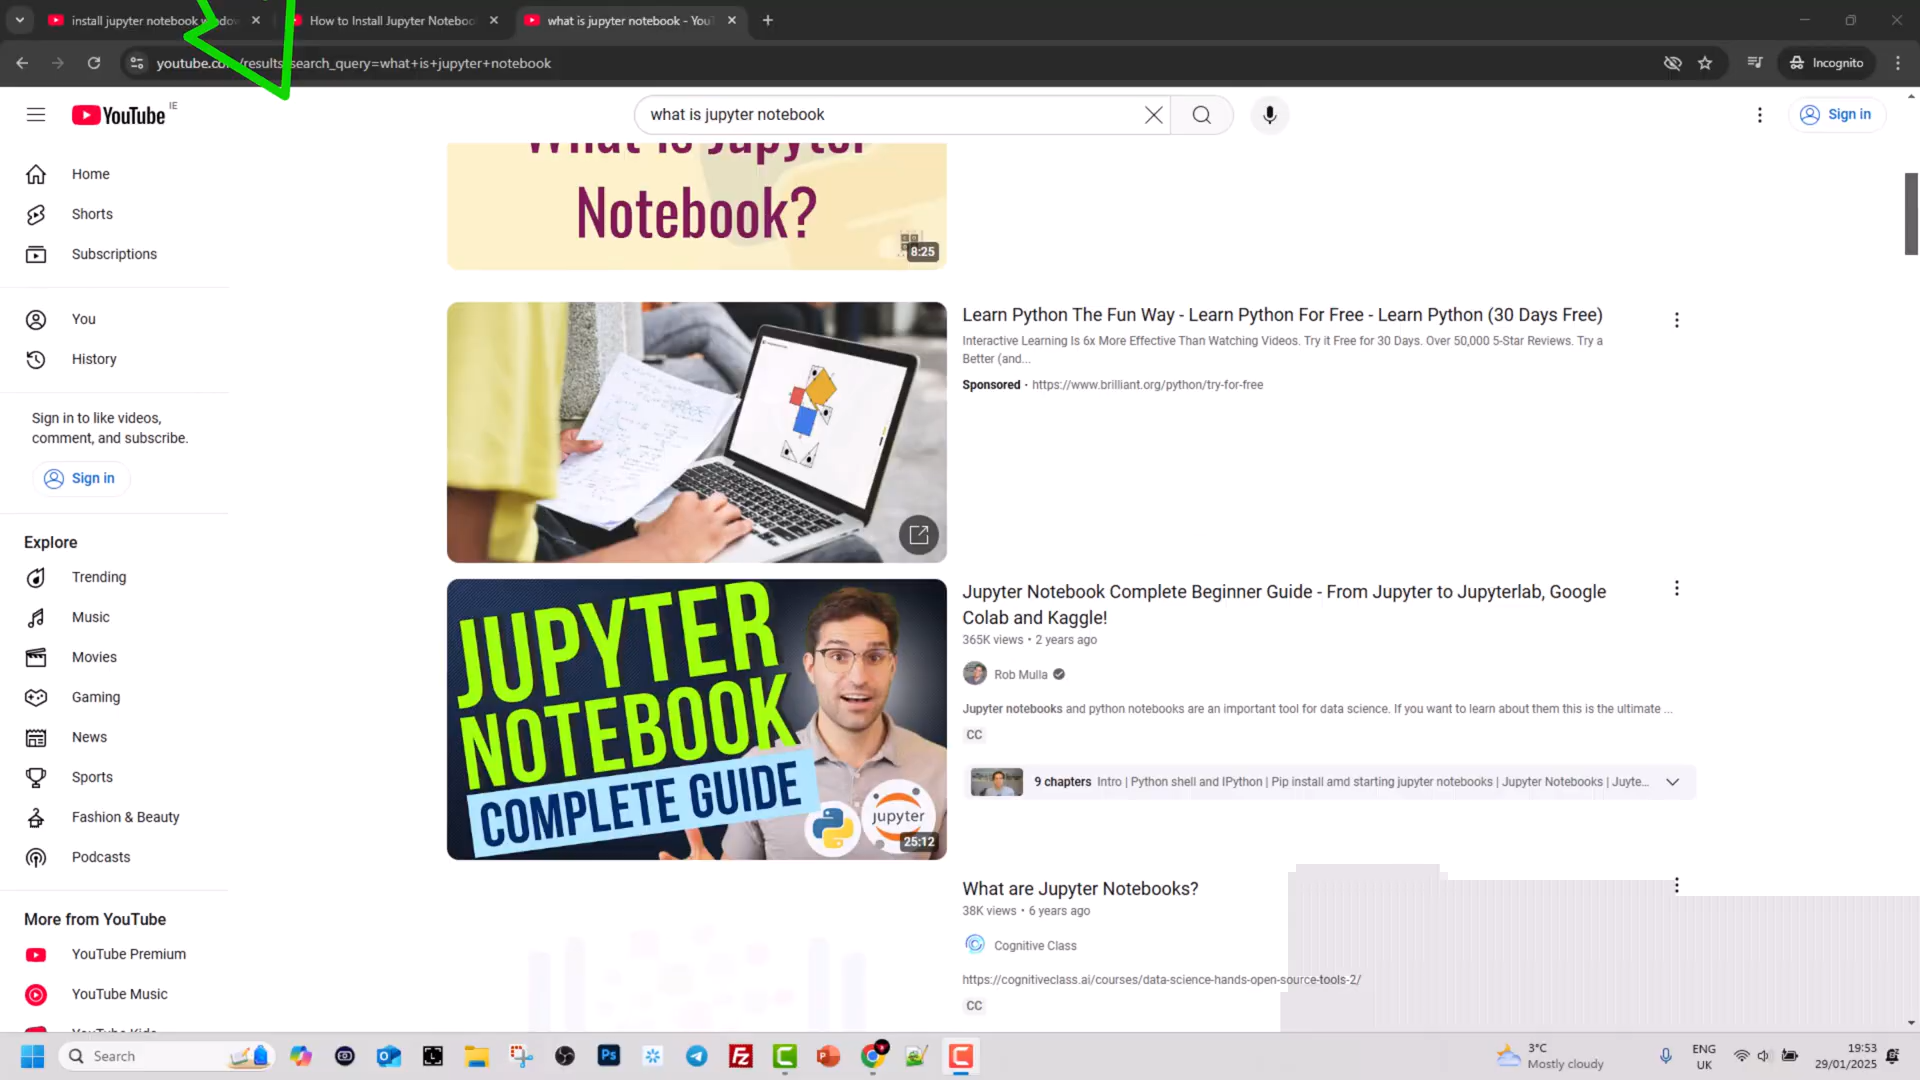 install jupyter notebook windo
How to Install Jupyter Noteboo
what is jupyter notebook - You
youtube.co
/results
search_query=what+is+jupyter+notebook
Incognito
YouTube IE
what is jupyter notebook
Sign in
Home
Shorts
Subscriptions
You
History
Sign in to like videos,
comment, and subscribe.
Sign in
Explore
Trending
Music
Movies
Gaming
News
Sports
Fashion & Beauty
Podcasts
More from YouTube
YouTube Premium
YouTube Music
YouTube Kids
What is Jupyter
Notebook?
8:25
Learn Python The Fun Way - Learn Python For Free - Learn Python (30 Days Free)
Interactive Learning Is 6x More Effective Than Watching Videos. Try it Free for 30 Days. Over 50,000 5-Star Reviews. Try a
Better (and...
Sponsored · https://www.brilliant.org/python/try-for-free
JUPYTER
NOTEBOOK
COMPLETE GUIDE
jupyter
25:12
Jupyter Notebook Complete Beginner Guide - From Jupyter to Jupyterlab, Google
Colab and Kaggle!
365K views • 2 years ago
Rob Mulla
Jupyter notebooks and python notebooks are an important tool for data science. If you want to learn about them this is the ultimate ...
CC
9 chapters Intro | Python shell and IPython | Pip install amd starting jupyter notebooks | Jupyter Notebooks | Juyte...
What are Jupyter Notebooks?
38K views • 6 years ago
Cognitive Class
https://cognitiveclass.ai/courses/data-science-hands-open-source-tools-2/
CC
Search
Ps
3°C
Mostly cloudy
ENG
UK
19:53
29/01/2025